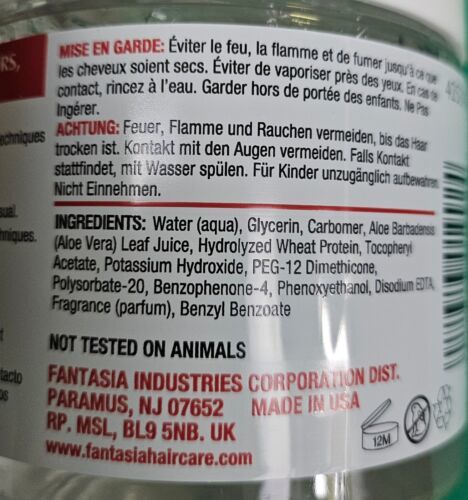 RS,
echniques
sual.
hniques.
t
tacto
os
MISE EN GARDE: Éviter le feu, la flamme et de fumer jusqu'à ce que
les cheveux soient secs. Éviter de vaporiser près des yeux. En cas de
contact, rincez à l'eau. Garder hors de portée des enfants. Ne Pas
Ingérer.
ACHTUNG: Feuer, Flamme und Rauchen vermeiden, bis das Haar
trocken ist. Kontakt mit den Augen vermeiden. Falls Kontakt
stattfindet, mit Wasser spülen. Für Kinder unzugänglich aufbewahren
Nicht Einnehmen.
INGREDIENTS: Water (aqua), Glycerin, Carbomer, Aloe Barbadensis
(Aloe Vera) Leaf Juice, Hydrolyzed Wheat Protein, Tocopheryl
Acetate, Potassium Hydroxide, PEG-12 Dimethicone,
Polysorbate-20, Benzophenone-4, Phenoxyethanol, Disodium EDTA,
Fragrance (parfum), Benzyl Benzoate
NOT TESTED ON ANIMALS
FANTASIA INDUSTRIES CORPORATION DIST.
PARAMUS, NJ 07652 MADE IN USA
RP. MSL, BL9 5NB. UK
www.fantasiahaircare.com
12M